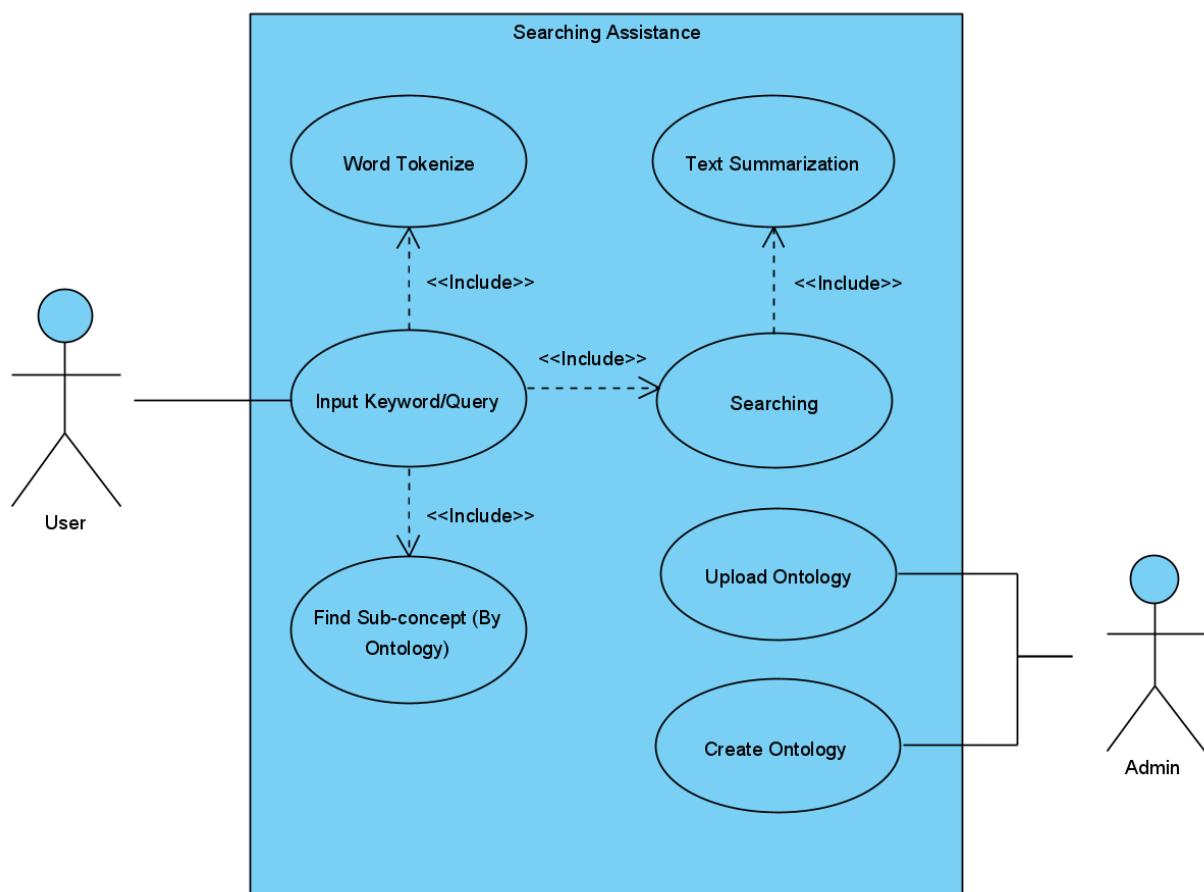 Searching Assistance
Word Tokenize
Text Summarization
<<Include>>
<<Include>>
<<Include>>
Input Keyword/Query
Searching
User
<<Include>>
Find Sub-concept (By
Ontology)
Upload Ontology
Create Ontology
Admin